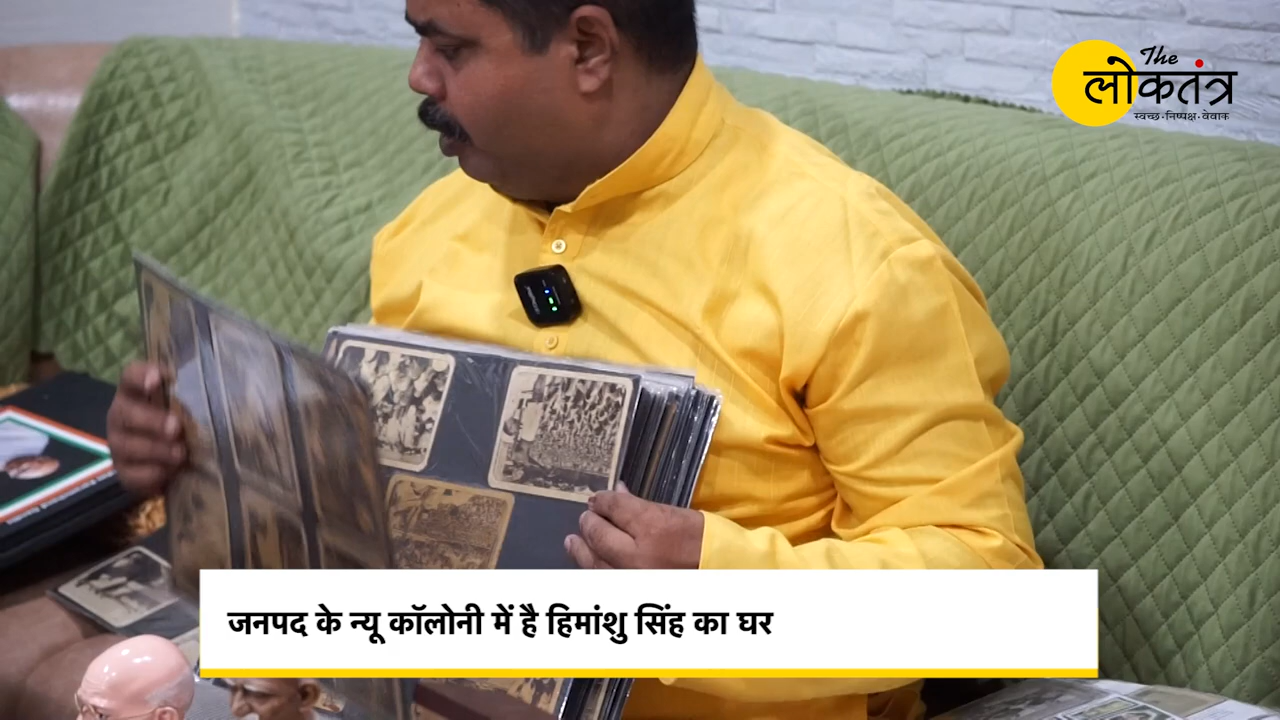 The
लोकतंत्र
स्वच्छ•निष्पक्ष•वेवाक
जनपद के न्यू कॉलोनी में है हिमांशु सिंह का घर